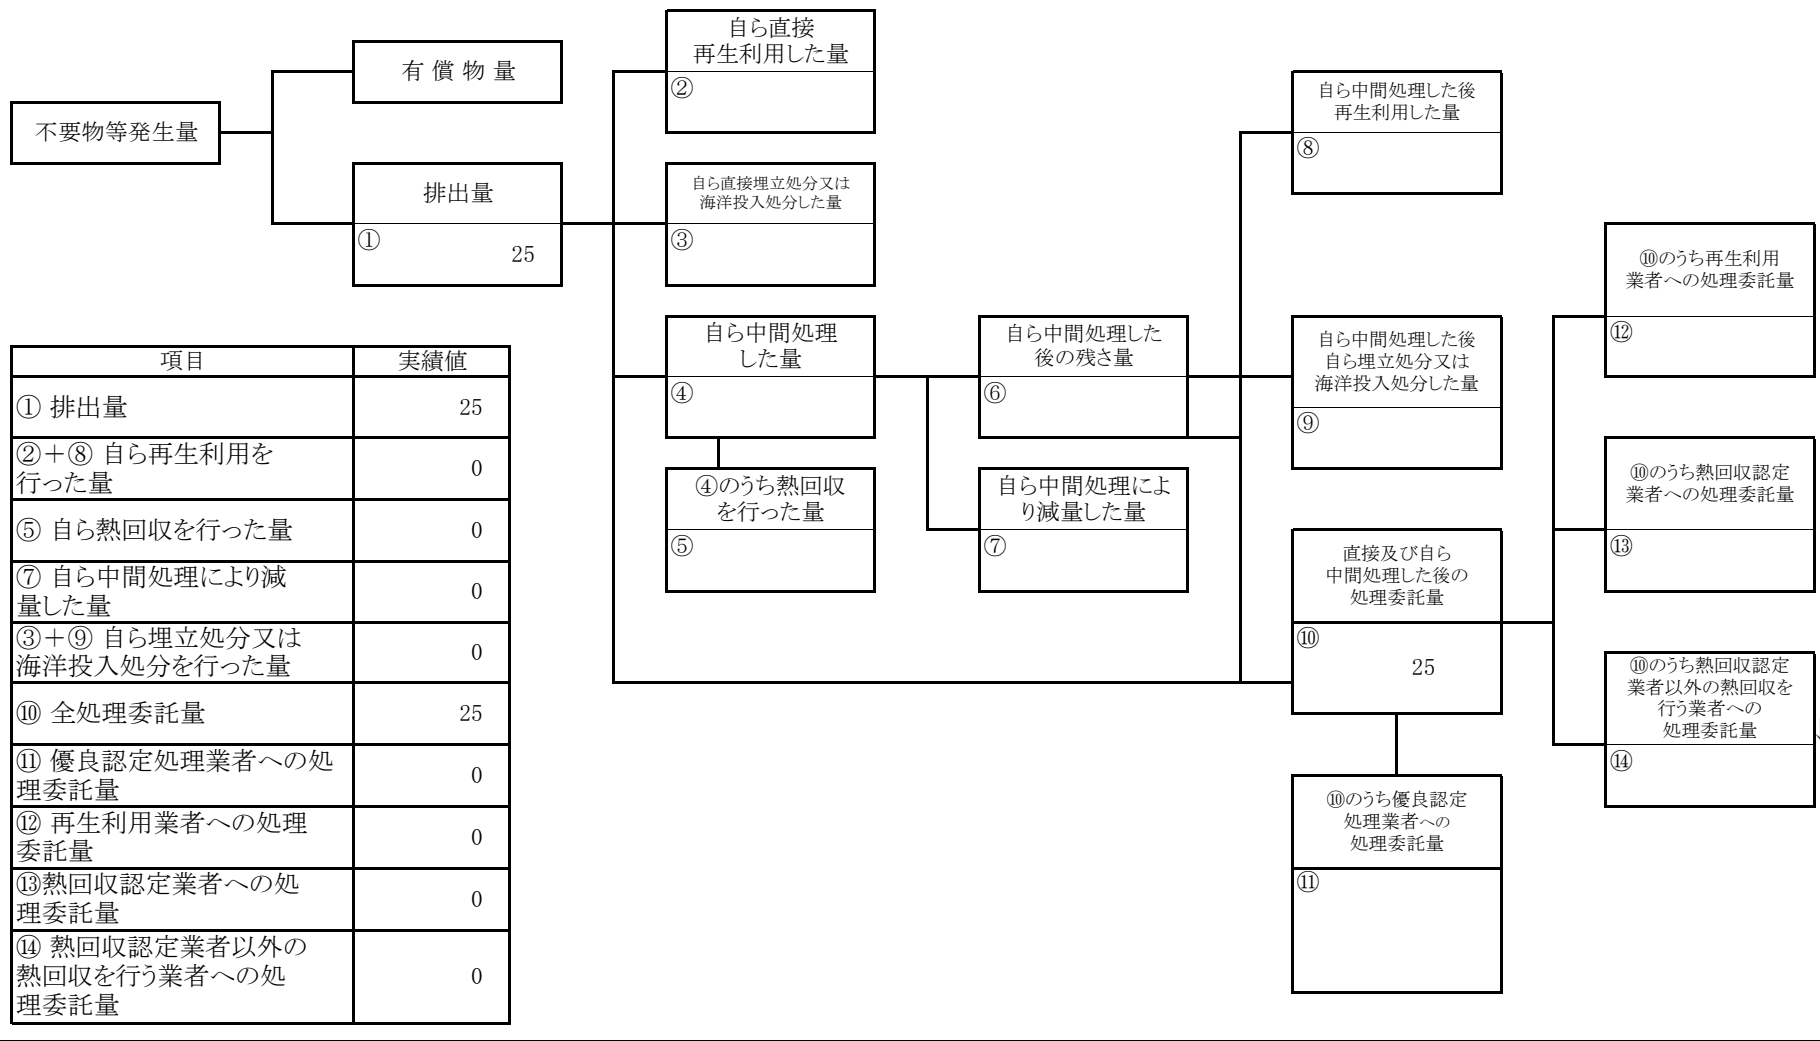 自ら直接
再生利用した量
②
有 償 物 量
不要物等発生量
排出量
①
25
自ら直接埋立処分又は
海洋投入処分した量
③
自ら中間処理した後
再生利用した量
⑧
⑩のうち再生利用
業者への処理委託量
⑫
自ら中間処理
した量
④
自ら中間処理した
後の残さ量
⑥
自ら中間処理した後
自ら埋立処分又は
海洋投入処分した量
⑨
④のうち熱回収
を行った量
⑤
自ら中間処理によ
り減量した量
⑦
⑩のうち熱回収認定
業者への処理委託量
⑬
直接及び自ら
中間処理した後の
処理委託量
⑩
25
⑩のうち熱回収認定
業者以外の熱回収を
行う業者への
処理委託量
⑭
⑩のうち優良認定
処理業者への
処理委託量
⑪
項目 実績値
① 排出量 25
②+⑧ 自ら再生利用を
行った量 0
⑤ 自ら熱回収を行った量 0
⑦ 自ら中間処理により減
量した量 0
③+⑨ 自ら埋立処分又は
海洋投入処分を行った量 0
⑩ 全処理委託量 25
⑪ 優良認定処理業者への処
理委託量 0
⑫ 再生利用業者への処理
委託量 0
⑬熱回収認定業者への処
理委託量 0
⑭ 熱回収認定業者以外の
熱回収を行う業者への処
理委託量 0